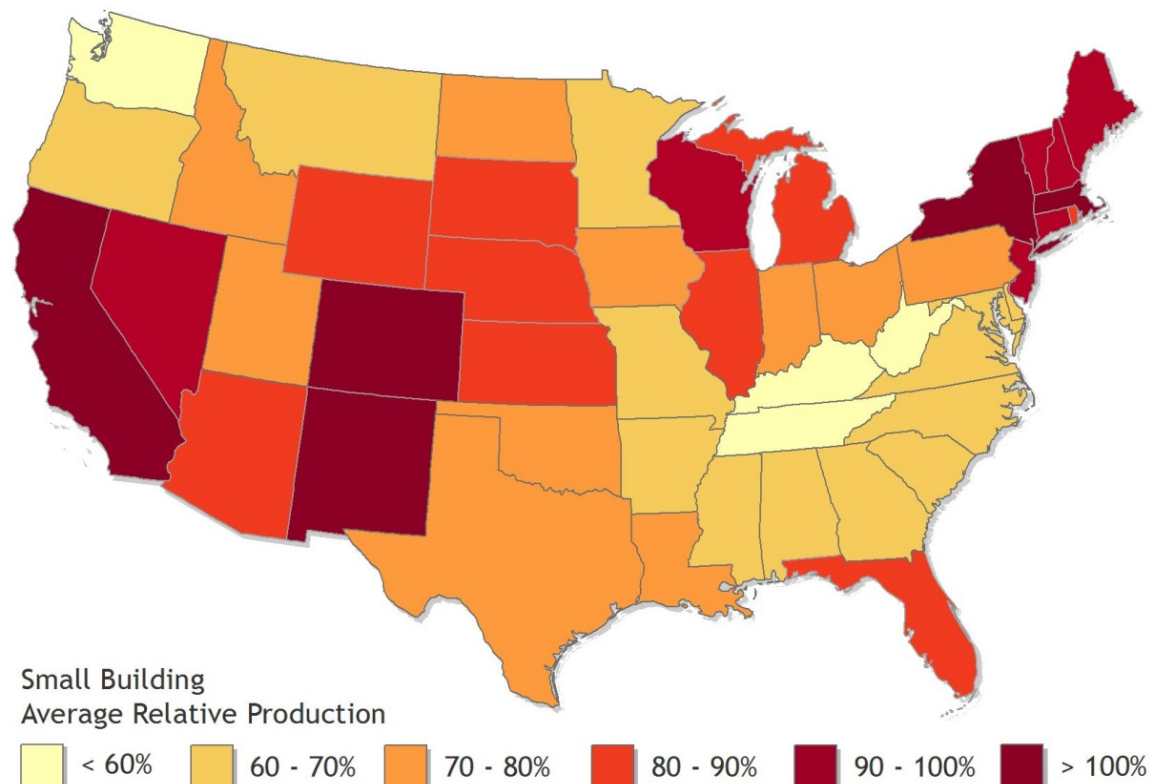 Small Building
Average Relative Production
< 60%
60 - 70%
70 - 80%
80 - 90%
90 - 100%
> 100%